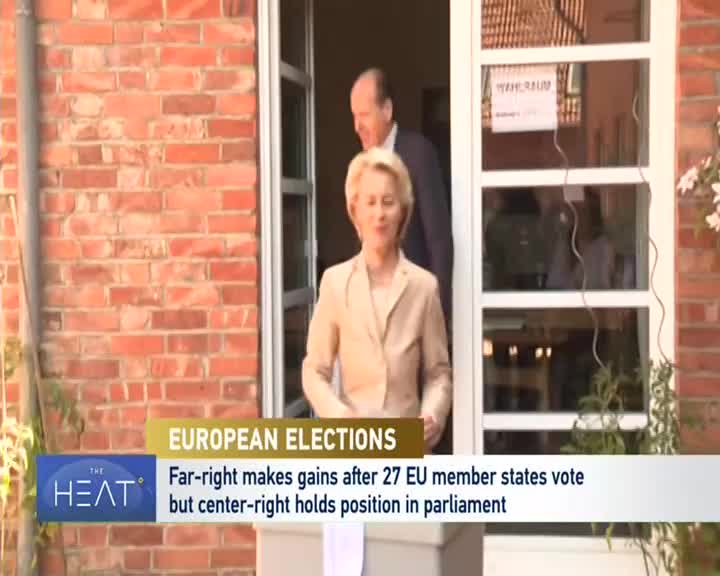 WAHLRAUM
EUROPEAN ELECTIONS
THE
HEAT
Far-right makes gains after 27 EU member states vote
but center-right holds position in parliament